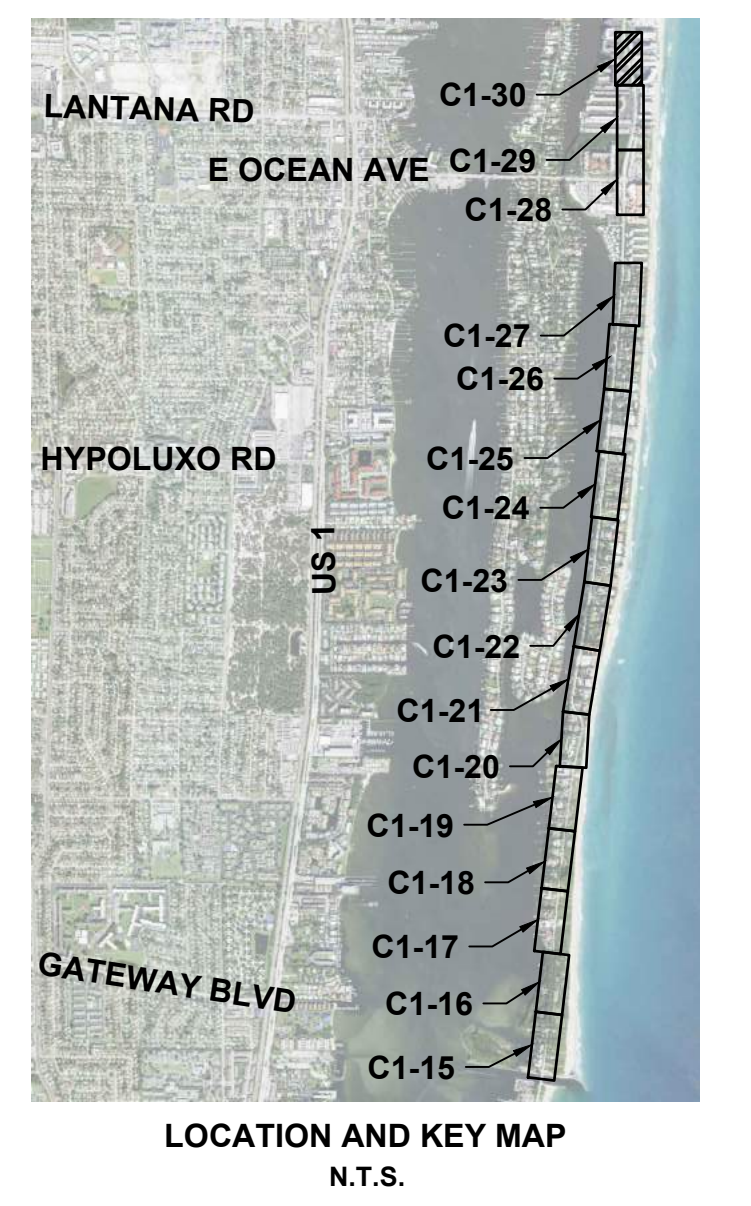 C1-30
LANTANA RD
E OCEAN AVE
C1-29
C1-28
C1-27
C1-26
HYPOLUXO RD
C1-25
C1-24
US 1
C1-23
C1-22
C1-21
C1-20
C1-19
C1-18
C1-17
GATEWAY BLVD
C1-16
C1-15
LOCATION AND KEY MAP
N.T.S.